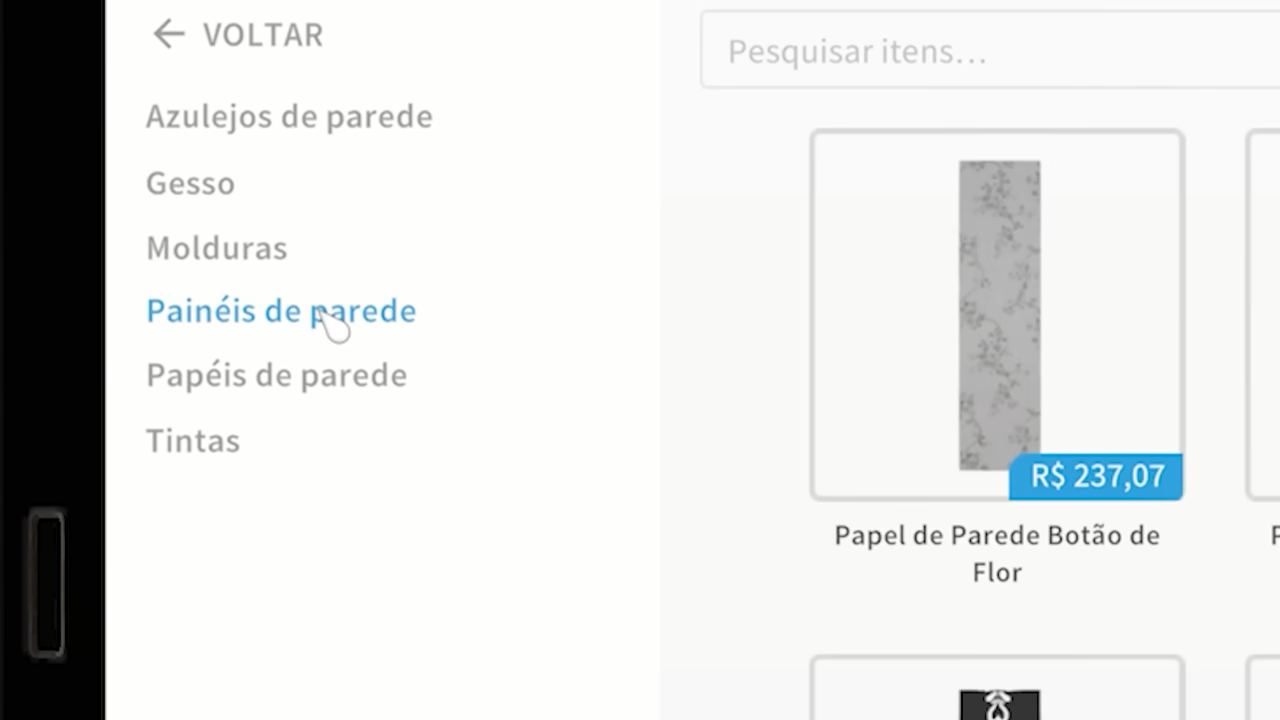 VOLTAR
Azulejos de parede
Gesso
Molduras
Painéis de parede
Papéis de parede
Tintas
Pesquisar itens...
R$ 237,07
Papel de Parede Botão de
Flor